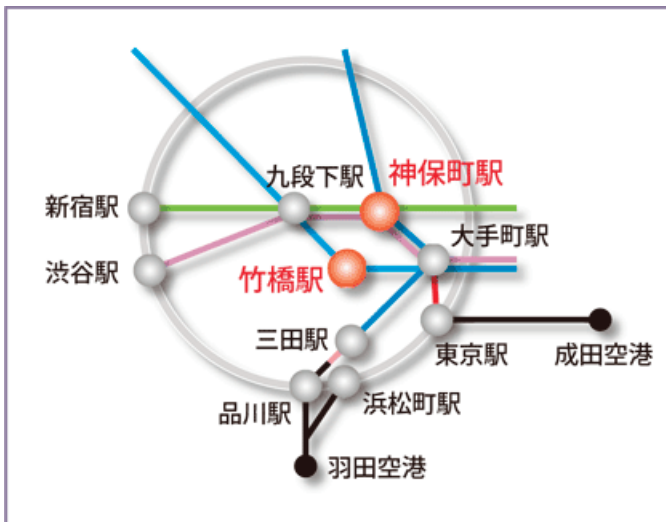 九段下駅
神保町駅
新宿駅
大手町駅
渋谷駅
竹橋駅
三田駅
東京駅
成田空港
品川駅
浜松町駅
羽田空港